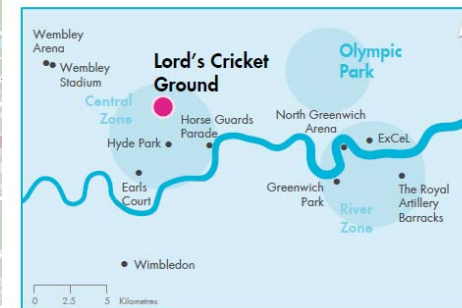 Wembley
Arena
Wembley
Stadium
Lord's Cricket
Ground
Olympic
Park
Central
Zone
Horse Guards
Parade
North Greenwich
Arena
Hyde Park
ExCeL
Earls
Court
Greenwich
Park
The Royal
Artillery
Barracks
River
Zone
Wimbledon
0 2.5 5 Kilometres